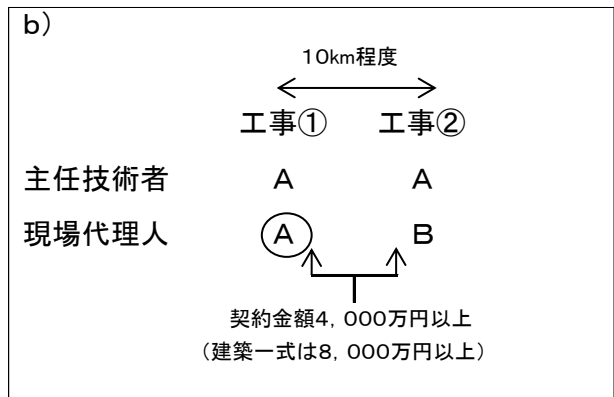 b)
10km程度
工事① 工事②
主任技術者 A A
現場代理人 A B
契約金額4,000万円以上
(建築一式は8,000万円以上)